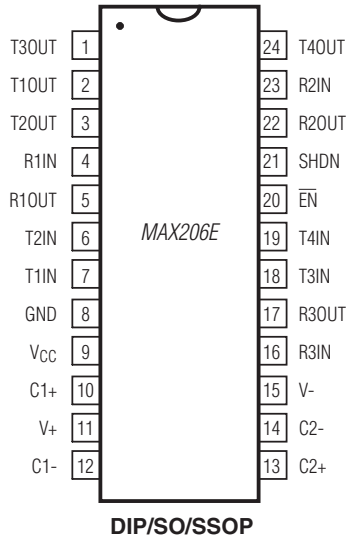 T3OUT 1 24 T4OUT
T1OUT 2 23 R2IN
T2OUT 3 22 R2OUT
R1IN 4 21 SHDN
R1OUT 5 20 EN
T2IN 6 MAX206E 19 T4IN
T1IN 7 18 T3IN
GND 8 17 R3OUT
VCC 9 16 R3IN
C1+ 10 15 V-
V+ 11 14 C2-
C1- 12 13 C2+
DIP/SO/SSOP